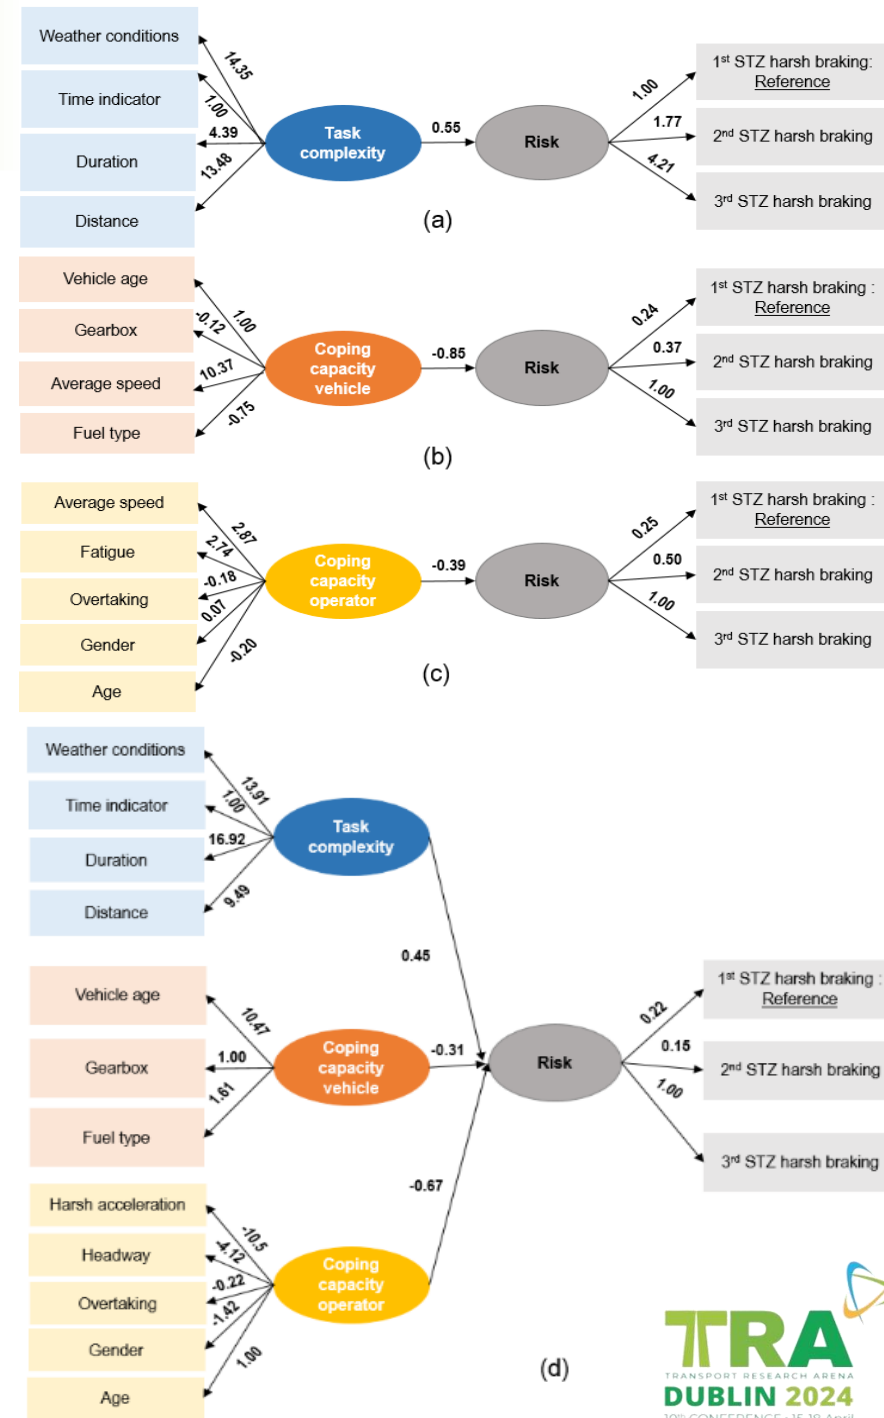 Weather conditions
Time indicator
Duration
Distance
14.35
1.00
4.39
13.48
Task
complexity
0.55
Risk
1.00
1.77
4.21
1st STZ harsh braking:
Reference
2nd STZ harsh braking
3rd STZ harsh braking
(a)
Vehicle age
Gearbox
Average speed
Fuel type
1.00
-0.12
10.37
-0.75
Coping
capacity
vehicle
-0.85
Risk
0.24
0.37
1.00
1st STZ harsh braking :
Reference
2nd STZ harsh braking
3rd STZ harsh braking
(b)
Average speed
Fatigue
Overtaking
Gender
Age
2.87
2.74
-0.18
0.07
-0.20
Coping
capacity
operator
-0.39
Risk
0.25
0.50
1.00
1st STZ harsh braking :
Reference
2nd STZ harsh braking
3rd STZ harsh braking
(c)
Weather conditions
Time indicator
Duration
Distance
13.91
1.00
16.92
9.49
Task
complexity
0.45
Vehicle age
Gearbox
Fuel type
10.47
1.00
1.61
Coping
capacity
vehicle
-0.31
Risk
0.22
0.15
1.00
1st STZ harsh braking :
Reference
2nd STZ harsh braking
3rd STZ harsh braking
-0.67
Harsh acceleration
Headway
Overtaking
Gender
Age
-10.5
-4.12
-0.22
-1.42
1.00
Coping
capacity
operator
(d)
TRA
TRANSPORT RESEARCH ARENA
DUBLIN 2024
10th CONFERENCE : 15-18 April